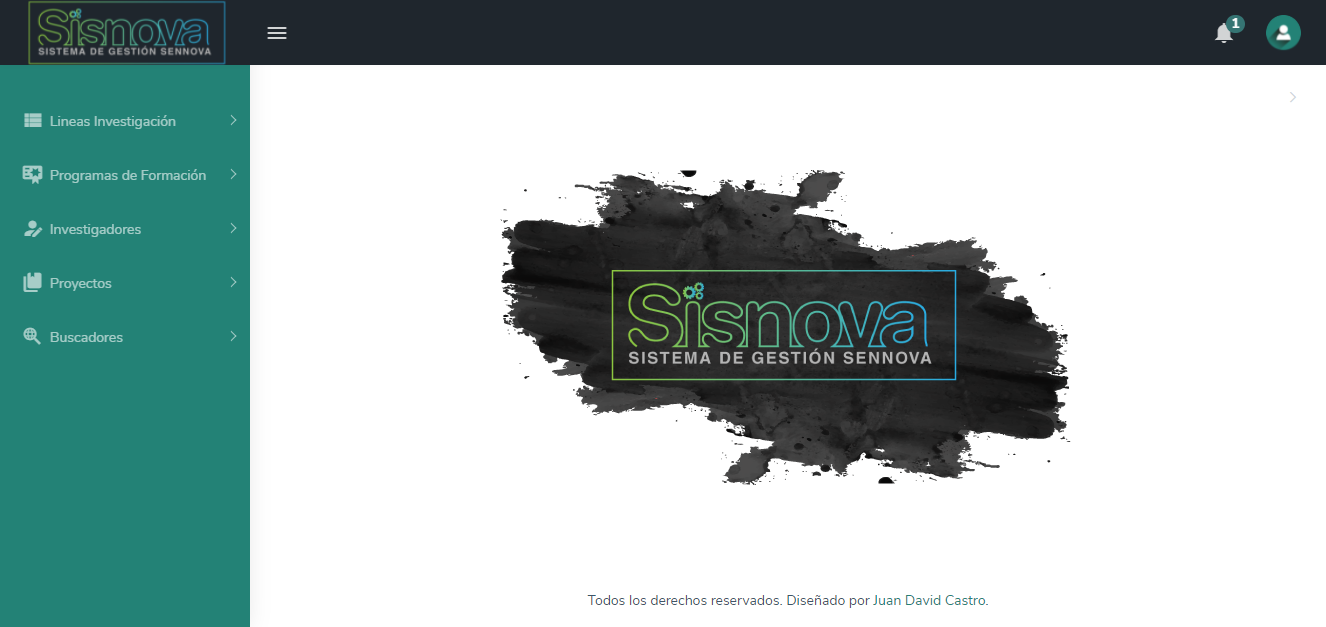 Sisnova
SISTEMA DE GESTIÓN SENNOVA
1
Lineas Investigación
Programas de Formación
Investigadores
Proyectos
Buscadores
Sisnova
SISTEMA DE GESTIÓN SENNOVA
Todos los derechos reservados. Diseñado por Juan David Castro.